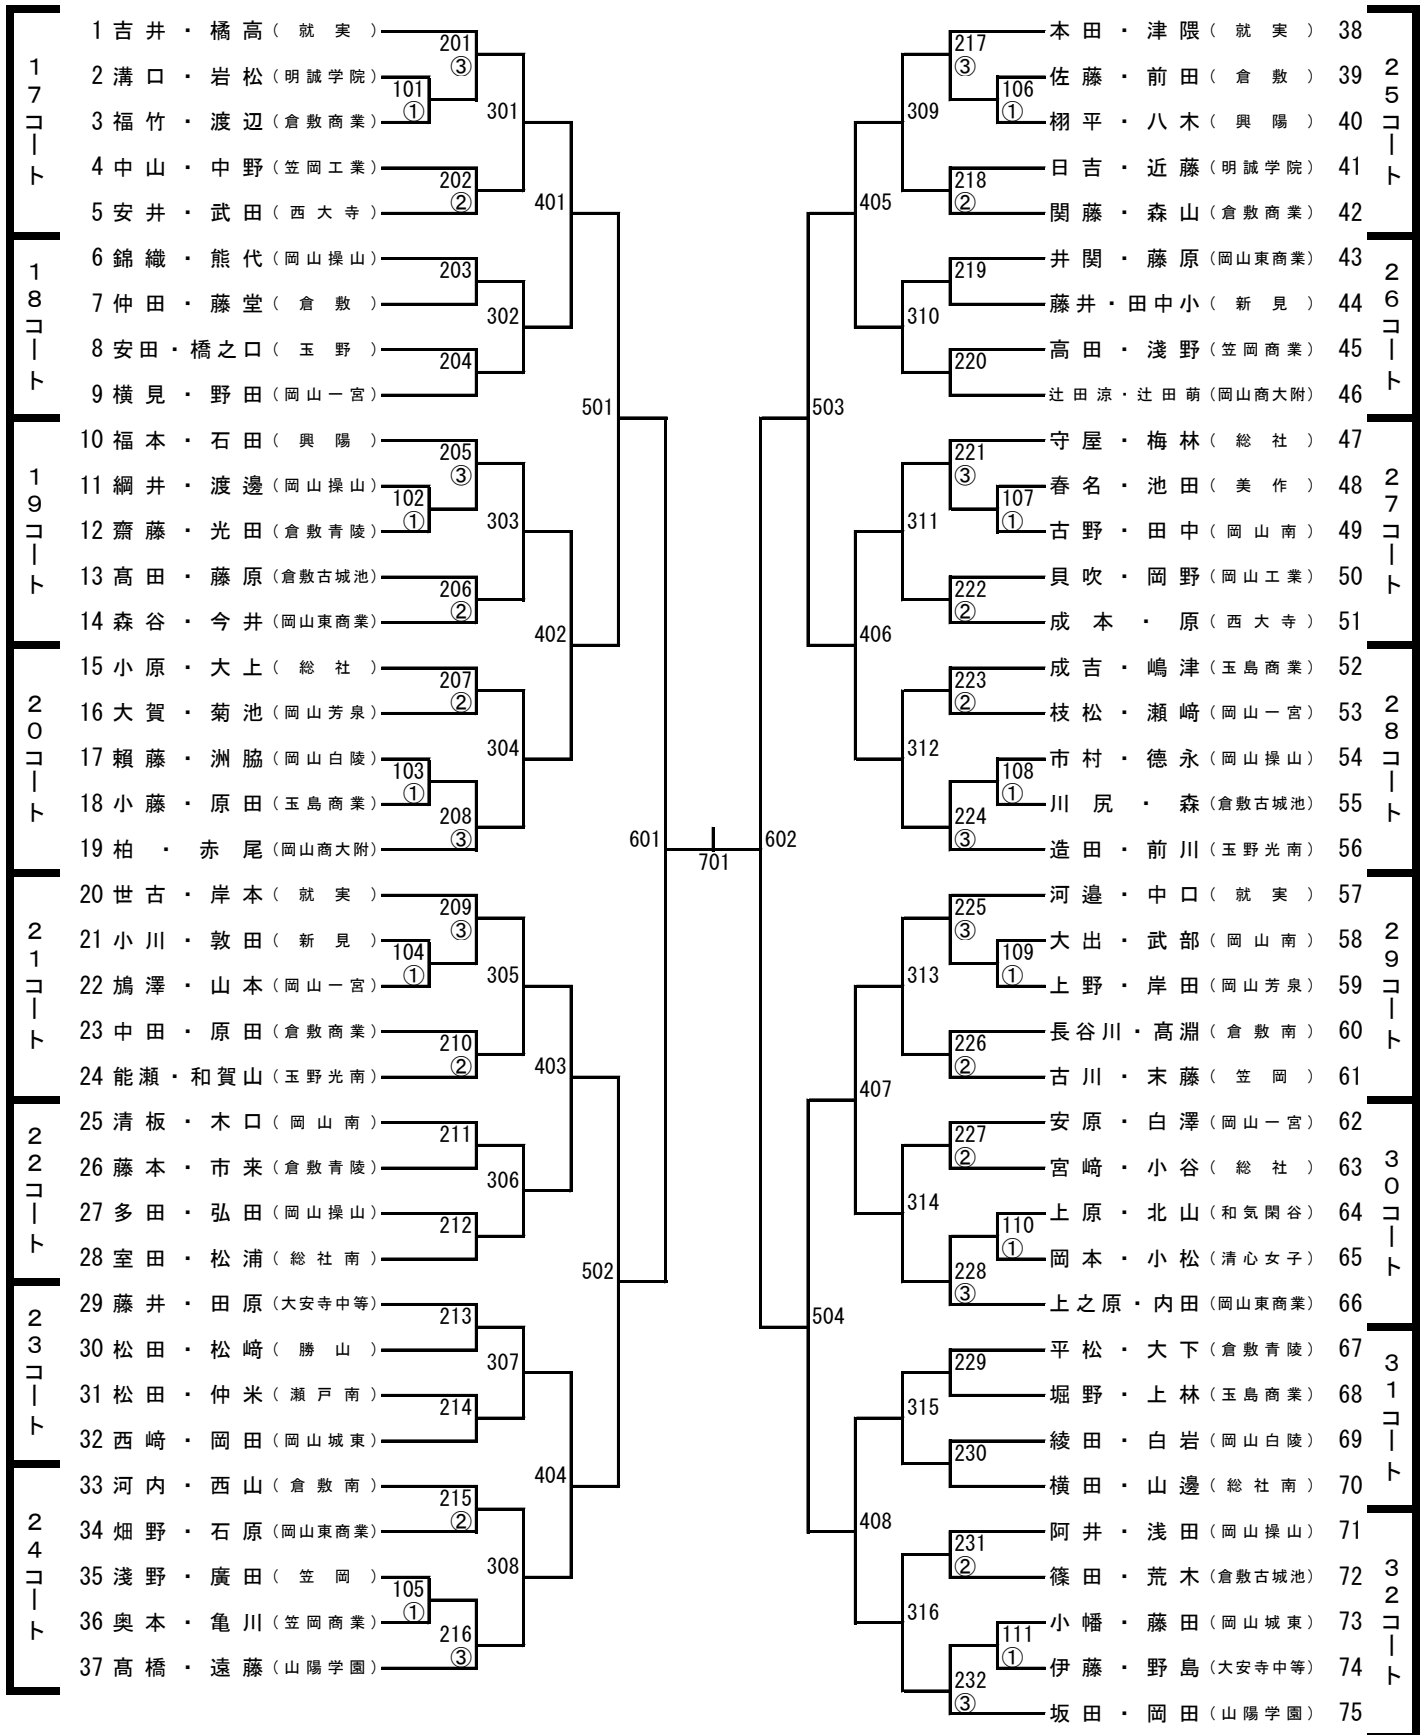 17コート
1 吉井・橘高（就実）
201
③
2 溝口・岩松（明誠学院）
101
①
3 福竹・渡辺（倉敷商業）
301
4 中山・中野（笠岡工業）
202
②
5 安井・武田（西大寺）
401
18コート
6 錦織・熊代（岡山操山）
203
7 仲田・藤堂（倉敷）
302
8 安田・橋之口（玉野）
204
9 横見・野田（岡山一宮）
501
19コート
10 福本・石田（興陽）
205
③
11 綱井・渡邊（岡山操山）
102
①
12 齋藤・光田（倉敷青陵）
303
13 髙田・藤原（倉敷古城池）
206
②
14 森谷・今井（岡山東商業）
402
20コート
15 小原・大上（総社）
207
②
16 大賀・菊池（岡山芳泉）
304
17 賴藤・洲脇（岡山白陵）
103
①
18 小藤・原田（玉島商業）
208
③
19 柏・赤尾（岡山商大附）
601
701
21コート
20 世古・岸本（就実）
209
③
21 小川・敦田（新見）
104
①
22 鳩澤・山本（岡山一宮）
305
23 中田・原田（倉敷商業）
210
②
24 能瀬・和賀山（玉野光南）
403
22コート
25 清板・木口（岡山南）
211
26 藤本・市来（倉敷青陵）
306
27 多田・弘田（岡山操山）
212
28 室田・松浦（総社南）
502
23コート
29 藤井・田原（大安寺中等）
213
30 松田・松﨑（勝山）
307
31 松田・仲米（瀬戸南）
214
32 西﨑・岡田（岡山城東）
404
24コート
33 河内・西山（倉敷南）
215
②
34 畑野・石原（岡山東商業）
308
35 淺野・廣田（笠岡）
105
①
36 奥本・亀川（笠岡商業）
216
③
37 髙橋・遠藤（山陽学園）
25コート
217
③
本田・津隈（就実） 38
106
①
佐藤・前田（倉敷） 39
309
栩平・八木（興陽） 40
218
②
日吉・近藤（明誠学院） 41
405
関藤・森山（倉敷商業） 42
26コート
219
井関・藤原（岡山東商業） 43
310
藤井・田中小（新見） 44
220
高田・淺野（笠岡商業） 45
503
辻田涼・辻田萌（岡山商大附） 46
27コート
221
③
守屋・梅林（総社） 47
107
①
春名・池田（美作） 48
311
古野・田中（岡山南） 49
222
②
貝吹・岡野（岡山工業） 50
406
成本・原（西大寺） 51
28コート
223
②
成吉・嶋津（玉島商業） 52
312
枝松・瀬﨑（岡山一宮） 53
108
①
市村・德永（岡山操山） 54
224
③
川尻・森（倉敷古城池） 55
602
造田・前川（玉野光南） 56
29コート
225
③
河邉・中口（就実） 57
109
①
大出・武部（岡山南） 58
313
上野・岸田（岡山芳泉） 59
226
②
長谷川・髙淵（倉敷南） 60
407
古川・末藤（笠岡） 61
30コート
227
②
安原・白澤（岡山一宮） 62
314
宮﨑・小谷（総社） 63
110
①
上原・北山（和気閑谷） 64
228
③
岡本・小松（清心女子） 65
504
上之原・内田（岡山東商業） 66
31コート
229
平松・大下（倉敷青陵） 67
315
堀野・上林（玉島商業） 68
230
綾田・白岩（岡山白陵） 69
408
横田・山邊（総社南） 70
32コート
231
②
阿井・浅田（岡山操山） 71
316
篠田・荒木（倉敷古城池） 72
111
①
小幡・藤田（岡山城東） 73
232
③
伊藤・野島（大安寺中等） 74
坂田・岡田（山陽学園） 75